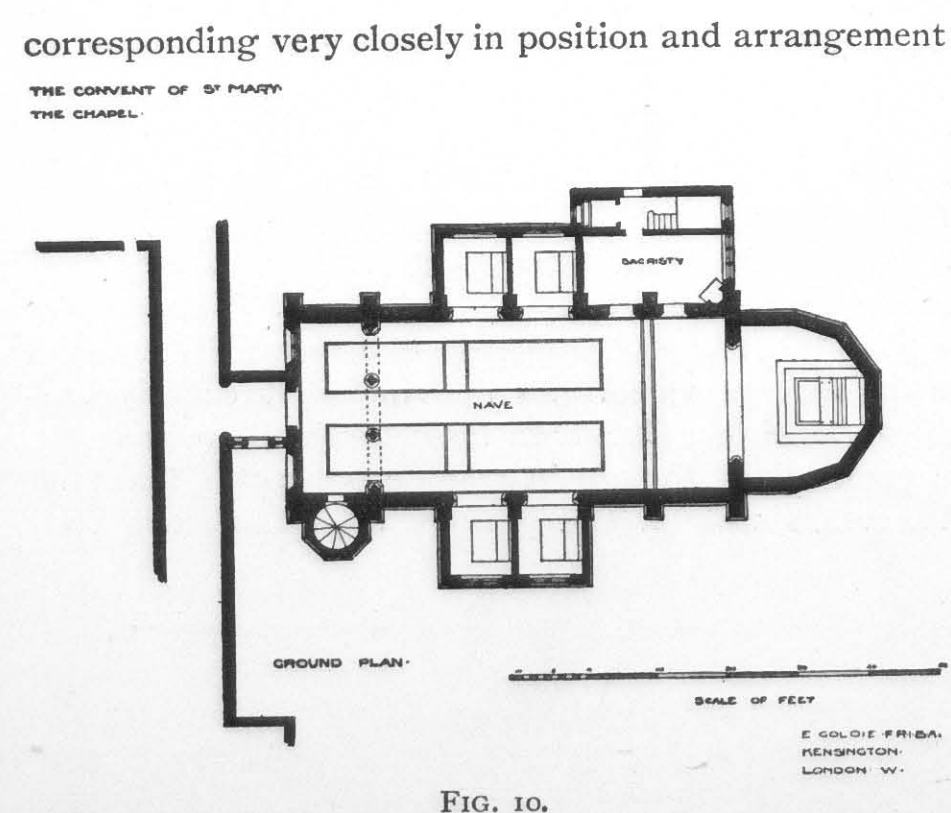 corresponding very closely in position and arrangement
THE CONVENT OF ST MARY.
THE CHAPEL.
SACRISTY
NAVE
GROUND PLAN.
SCALE OF FEET
E GOLDIE·F·R·I·B·A.
KENSINGTON.
LONDON W.
FIG. 10.